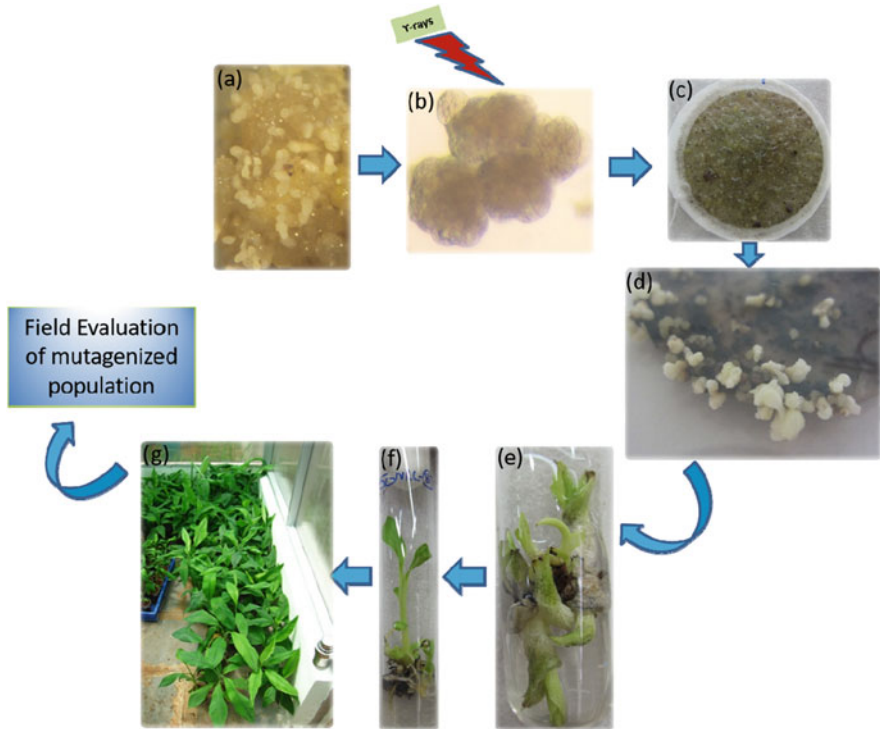 ϒ-rays
(a)
(b)
(c)
(d)
Field Evaluation
of mutagenized
population
(g)
(f)
(e)